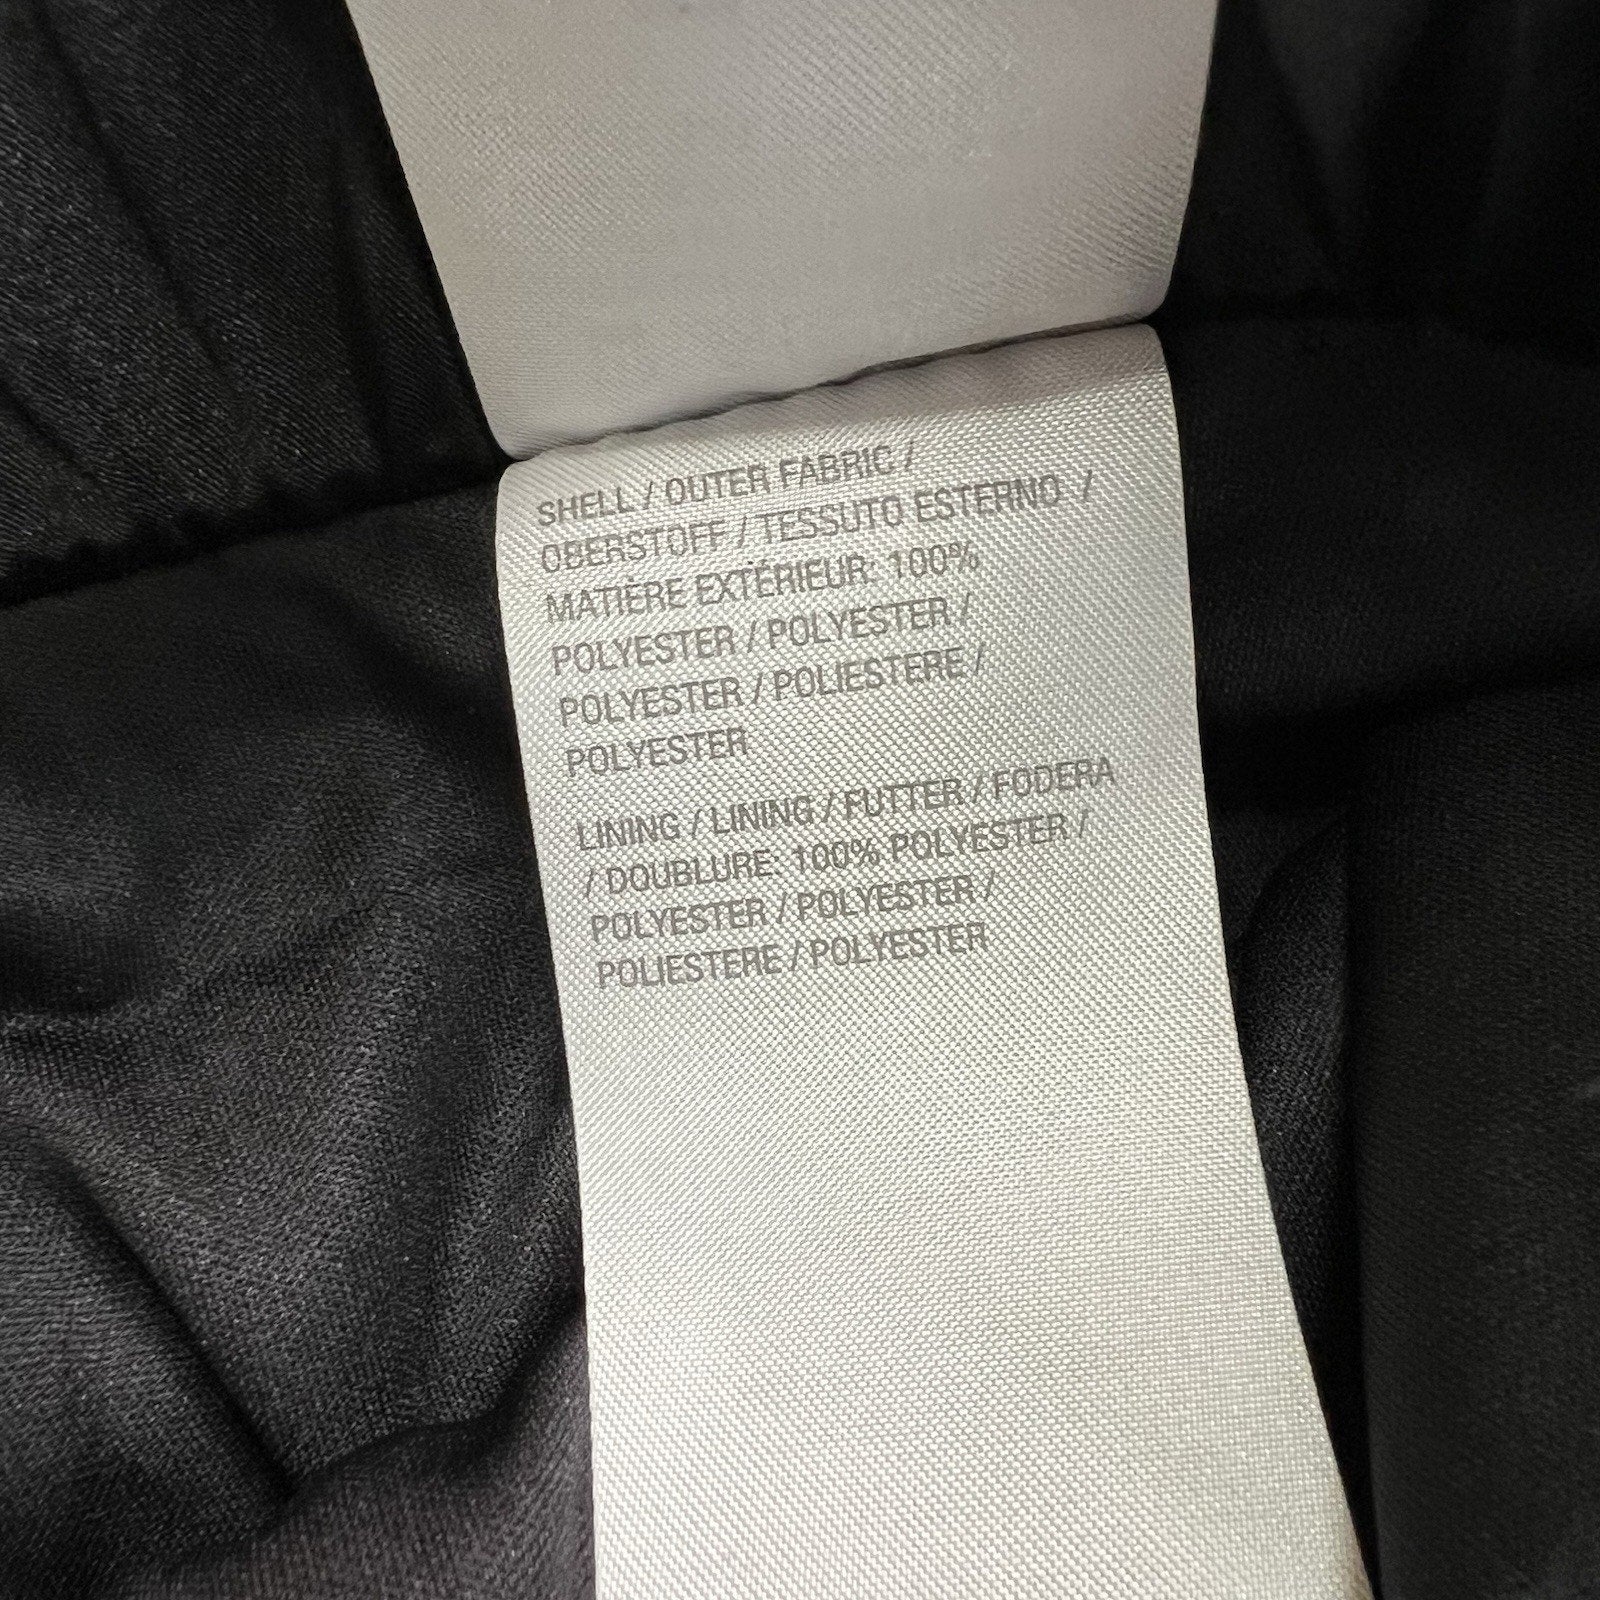 SHELL / OUTER FABRIC /
OBERSTOFF / TESSUTO ESTERNO /
MATIÈRE EXTÉRIEUR: 100%
POLYESTER / POLYESTER /
POLYESTER / POLIESTERE /
POLYESTER
LINING / LINING / FUTTER / FODERA
/ DOUBLURE: 100% POLYESTER /
POLYESTER / POLYESTER /
POLIESTERE / POLYESTER